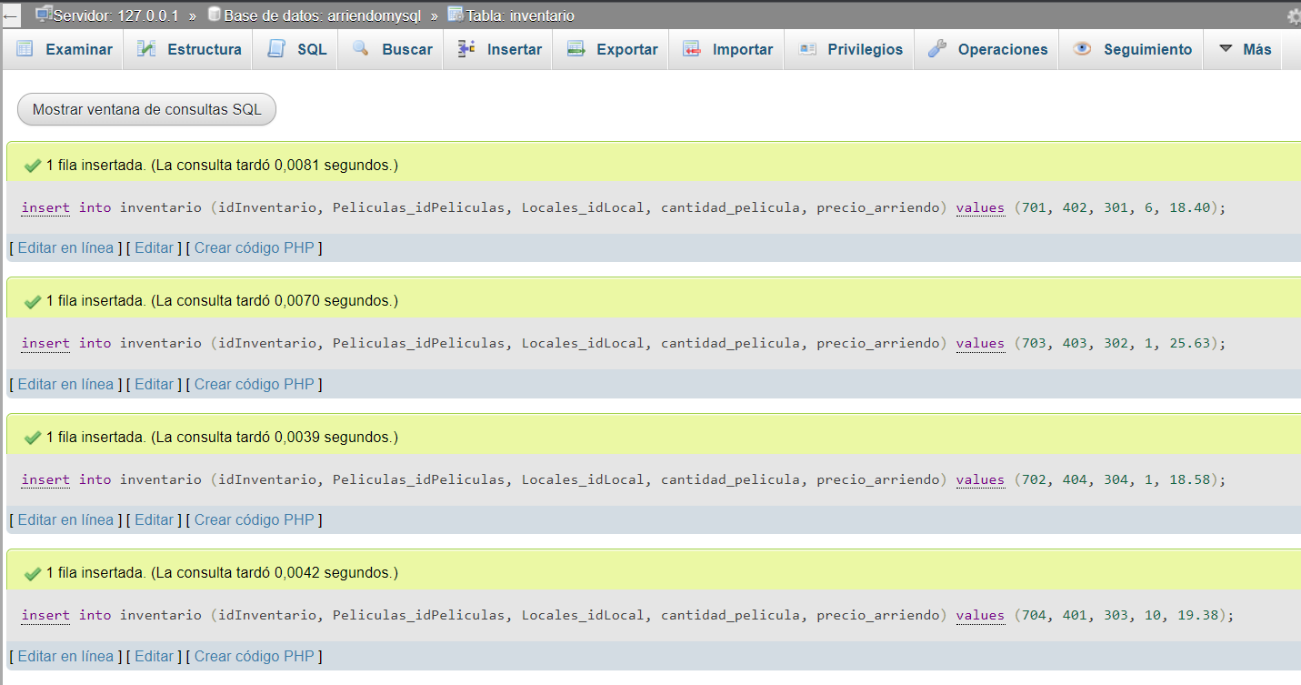 Servidor: 127.0.0.1 » Base de datos: arriendomysql » Tabla: inventario
Examinar Estructura SQL Buscar Insertar Exportar Importar Privilegios Operaciones Seguimiento Más
Mostrar ventana de consultas SQL
1 fila insertada. (La consulta tardó 0,0081 segundos.)
insert into inventario (idInventario, Peliculas_idPeliculas, Locales_idLocal, cantidad_pelicula, precio_arriendo) values (701, 402, 301, 6, 18.40);
[ Editar en línea ] [ Editar ] [ Crear código PHP ]
1 fila insertada. (La consulta tardó 0,0070 segundos.)
insert into inventario (idInventario, Peliculas_idPeliculas, Locales_idLocal, cantidad_pelicula, precio_arriendo) values (703, 403, 302, 1, 25.63);
[ Editar en línea ] [ Editar ] [ Crear código PHP ]
1 fila insertada. (La consulta tardó 0,0039 segundos.)
insert into inventario (idInventario, Peliculas_idPeliculas, Locales_idLocal, cantidad_pelicula, precio_arriendo) values (702, 404, 304, 1, 18.58);
[ Editar en línea ] [ Editar ] [ Crear código PHP ]
1 fila insertada. (La consulta tardó 0,0042 segundos.)
insert into inventario (idInventario, Peliculas_idPeliculas, Locales_idLocal, cantidad_pelicula, precio_arriendo) values (704, 401, 303, 10, 19.38);
[ Editar en línea ] [ Editar ] [ Crear código PHP ]